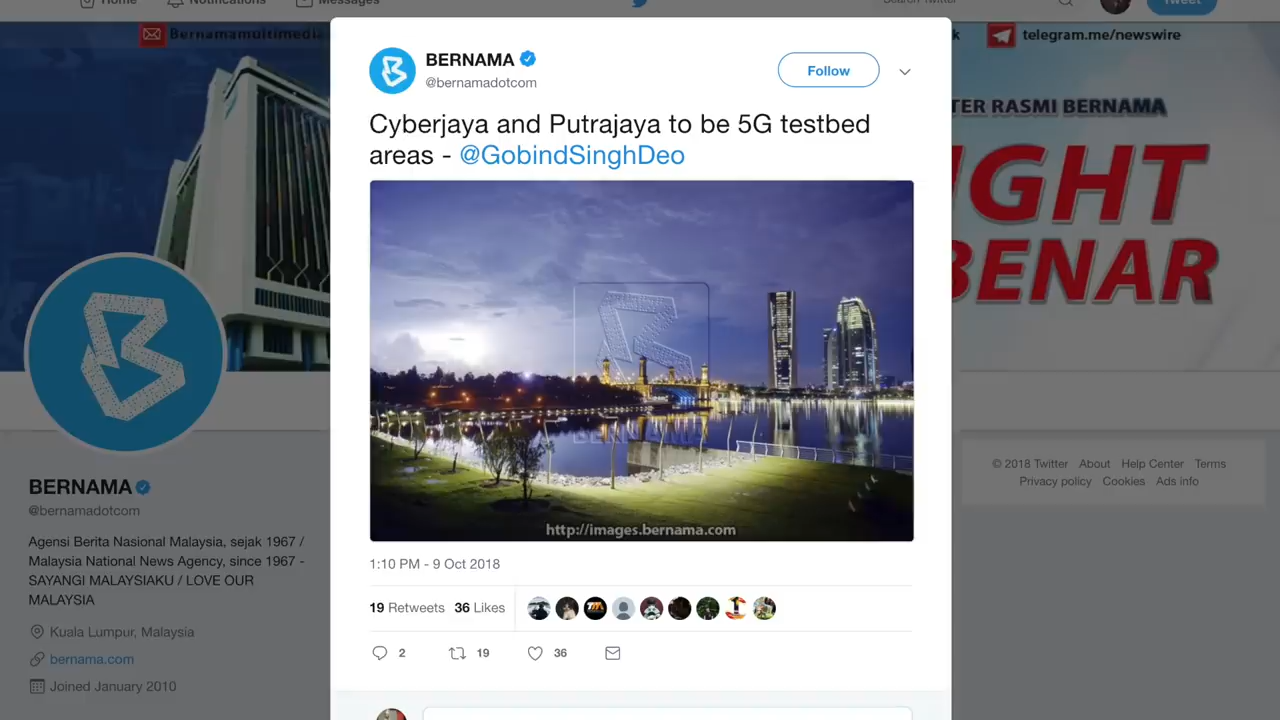 Home Notifications Messages
Search Twitter
Tweet
Bernamamultimedia
telegram.me/newswire
BERNAMA
@bernamadotcom
Follow
Cyberjaya and Putrajaya to be 5G testbed
areas - @GobindSinghDeo
RASMI BERNAMA
BERNAMA
http://images.bernama.com
1:10 PM - 9 Oct 2018
19 Retweets 36 Likes
2 19 36
BERNAMA
@bernamadotcom
Agensi Berita Nasional Malaysia, sejak 1967 /
Malaysia National News Agency, since 1967 -
SAYANGI MALAYSIAKU / LOVE OUR
MALAYSIA
Kuala Lumpur, Malaysia
bernama.com
Joined January 2010
© 2018 Twitter About Help Center Terms
Privacy policy Cookies Ads info